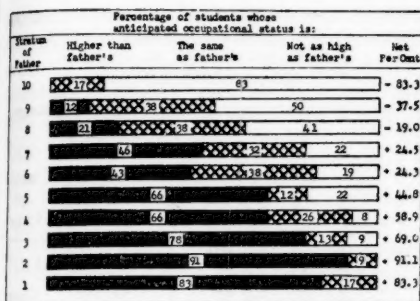 Percentage of students whose
anticipated occupational status is:
Stratum of Father Higher than father's The same as father's Not as high as father's Net Per Cent
10 17 83 - 83.3
9 12 38 50 - 37.5
8 21 38 41 - 19.0
7 46 32 22 + 24.5
6 43 38 19 + 24.3
5 66 12 22 + 44.8
4 66 26 8 + 58.9
3 78 13 9 + 69.0
2 91 9 + 91.1
1 83 17 + 83.3